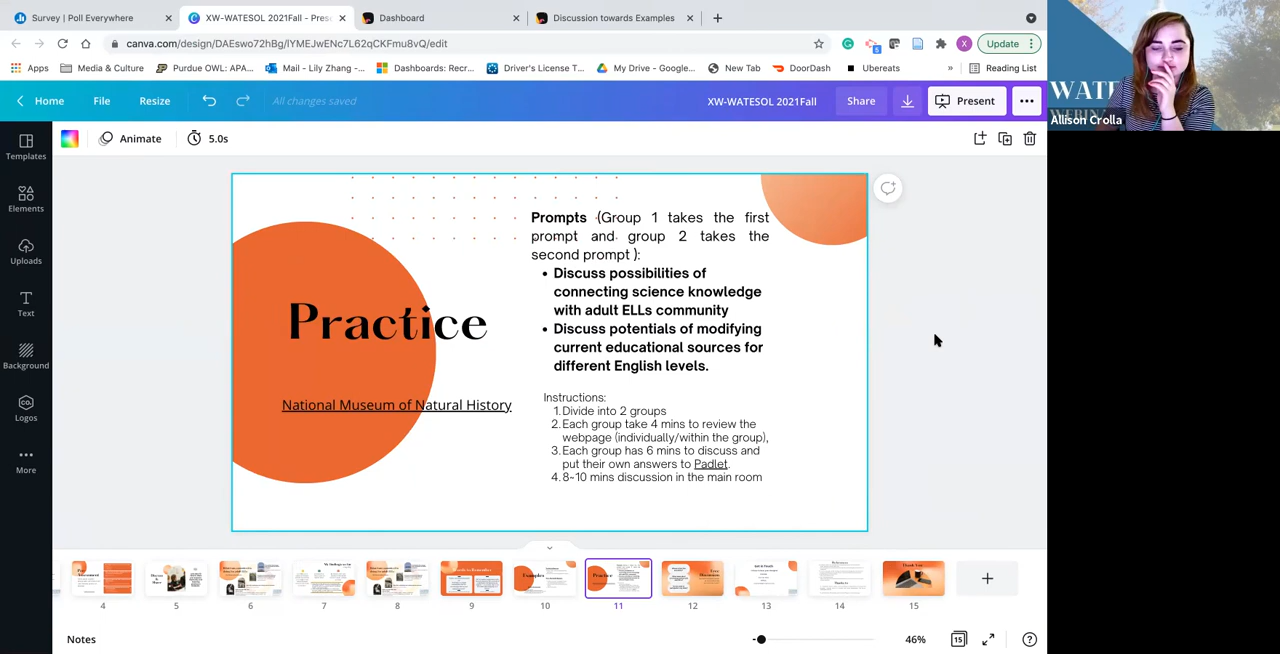 Survey | Poll Everywhere
XW-WATESOL 2021Fall - Pres
Dashboard
Discussion towards Examples
canva.com/design/DAEswo72hBg/lYMEJwENc7L62qCKFmu8vQ/edit
X
Update
Apps
Media & Culture
Purdue OWL: APA...
Mail - Lily Zhang -...
Dashboards: Recr...
Driver's License T...
My Drive - Google...
New Tab
DoorDash
Ubereats
»
Reading List
Home
File
Resize
All changes saved
XW-WATESOL 2021Fall
Share
Present
Animate
5.0s
Templates
Elements
Uploads
Text
Background
CO.
Logos
More
Practice
National Museum of Natural History
Prompts (Group 1 takes the first
prompt and group 2 takes the
second prompt ):
• Discuss possibilities of
connecting science knowledge
with adult ELLs community
• Discuss potentials of modifying
current educational sources for
different English levels.
Instructions:
1. Divide into 2 groups
2. Each group take 4 mins to review the
webpage (individually/within the group),
3. Each group has 6 mins to discuss and
put their own answers to Padlet.
4. 8~10 mins discussion in the main room
Examples
Practice
Thank You
4
5
6
7
8
9
10
11
12
13
14
15
Notes
46%
15
WATE
WEBINA
Allison Crolla